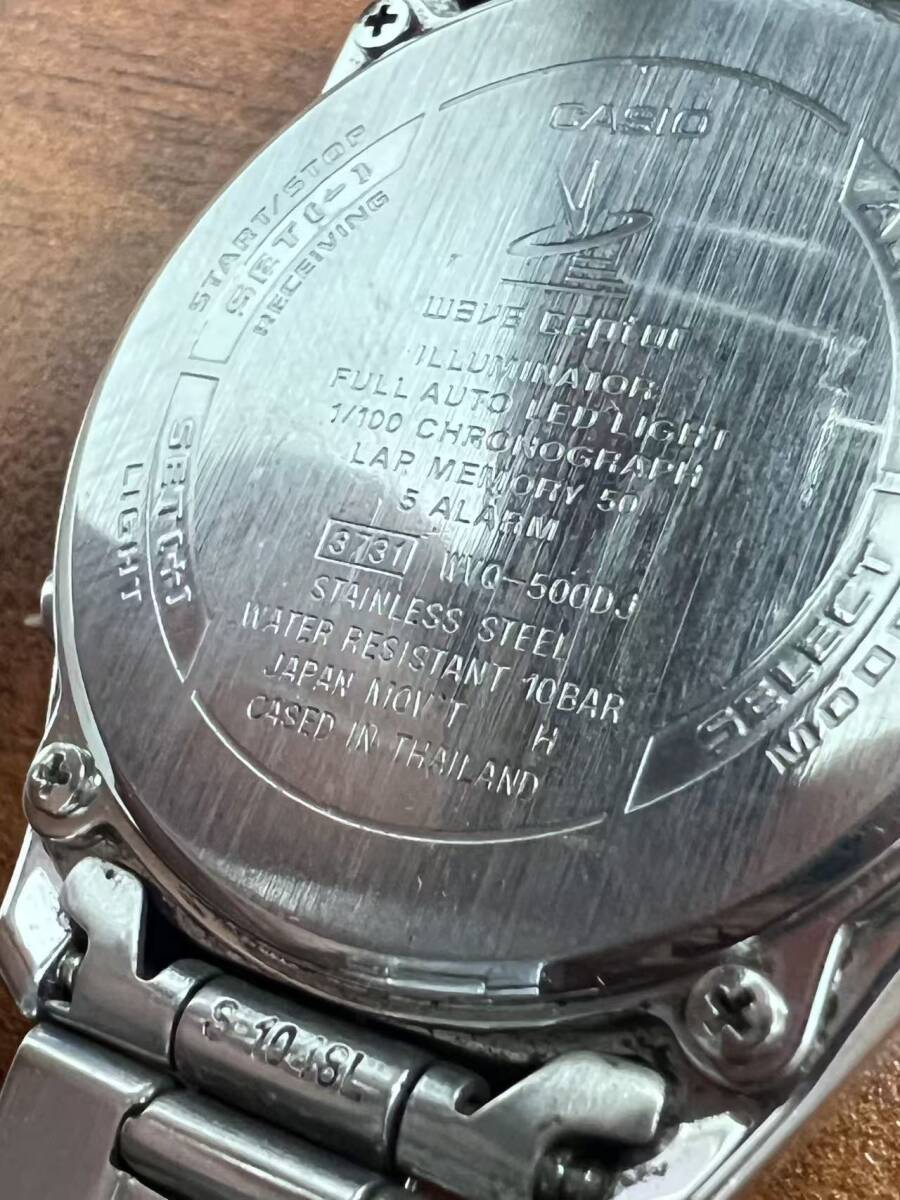 CASIO
START/STOP
SET(-)
RECEIVING
wave ceptor
ILLUMINATOR
FULL AUTO LED LIGHT
1/100 CHRONOGRAPH
LAP MEMORY 50
5 ALARM
3731 WVQ-500DJ
STAINLESS STEEL
WATER RESISTANT 10BAR
JAPAN MOV'T H
CASED IN THAILAND
SET(+)
LIGHT
SELECT
S-1048L